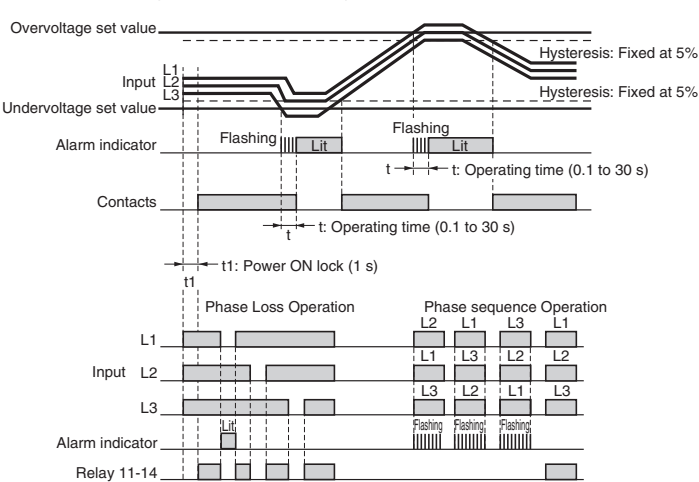 Overvoltage set value
Hysteresis: Fixed at 5%
L1
Input L2
L3
Hysteresis: Fixed at 5%
Undervoltage set value
Flashing
Flashing
Alarm indicator
Lit
Lit
t
t: Operating time (0.1 to 30 s)
Contacts
t: Operating time (0.1 to 30 s)
t
t1: Power ON lock (1 s)
t1
Phase Loss Operation
Phase sequence Operation
L2 L1 L3 L1
L1
L1 L3 L2 L2
Input L2
L3 L2 L1 L3
L3
Lit
Flashing Flashing Flashing
Alarm indicator
Relay 11-14